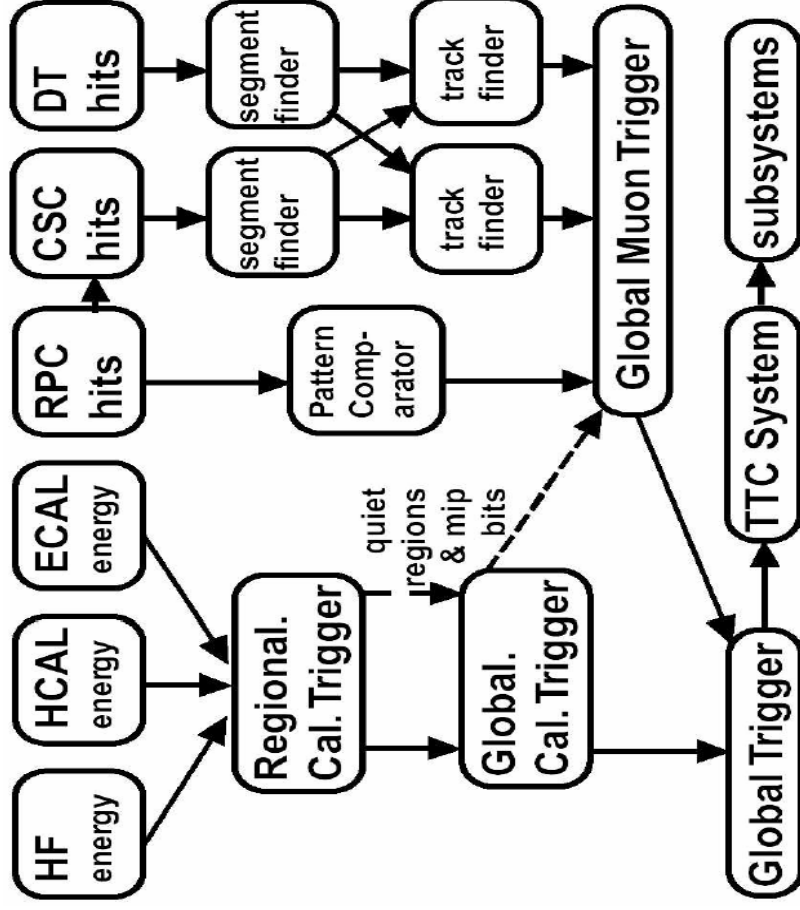 HF
energy
HCAL
energy
ECAL
energy
RPC
hits
CSC
hits
DT
hits
segment
finder
segment
finder
Regional.
Cal. Trigger
Pattern
Comp-
arator
track
finder
track
finder
quiet
regions
& mip
bits
Global.
Cal. Trigger
Global Muon Trigger
Global Trigger
TTC System
subsystems